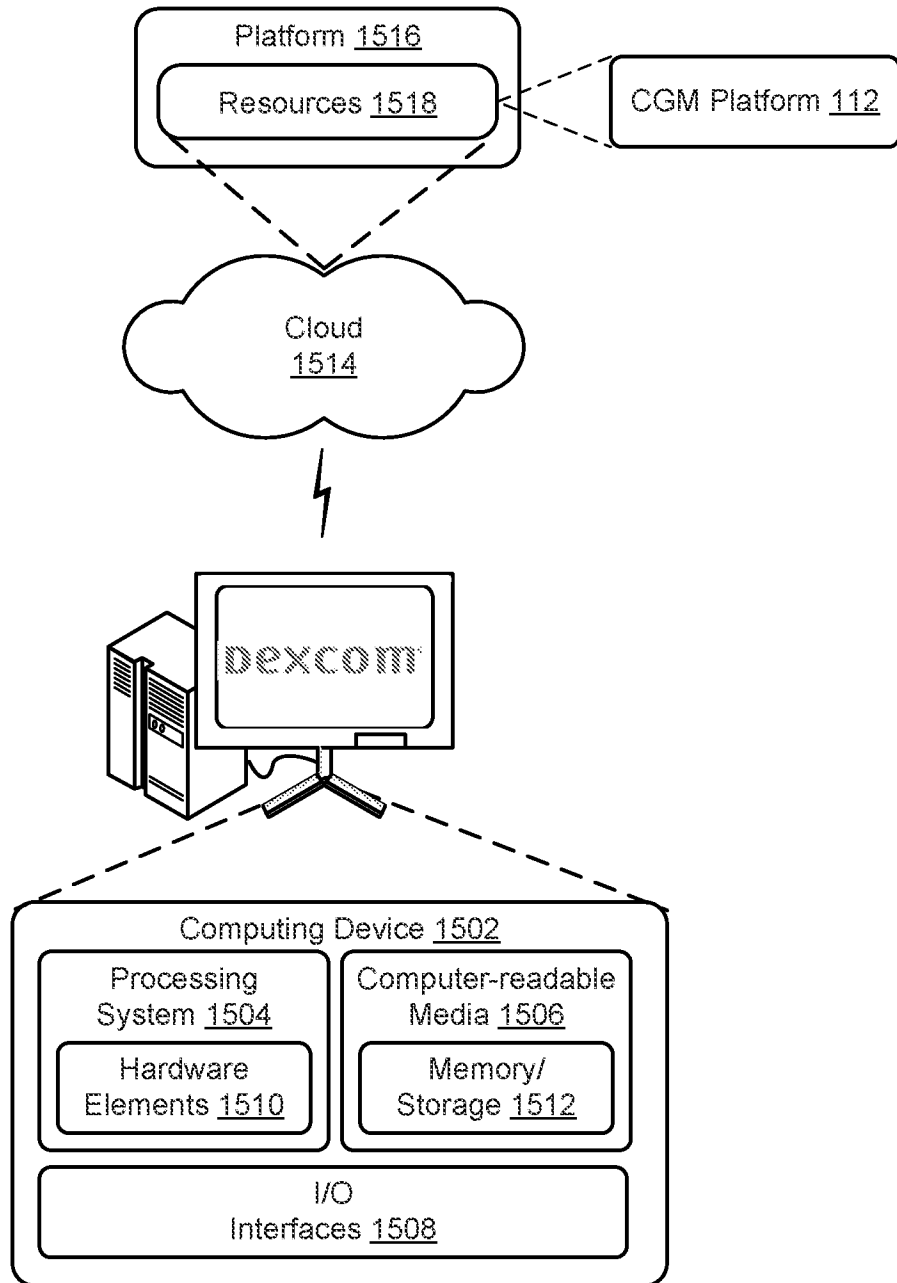 Platform 1516
Resources 1518
CGM Platform 112
Cloud
1514
Dexcom
Computing Device 1502
Processing
System 1504
Computer-readable
Media 1506
Hardware
Elements 1510
Memory/
Storage 1512
I/O
Interfaces 1508